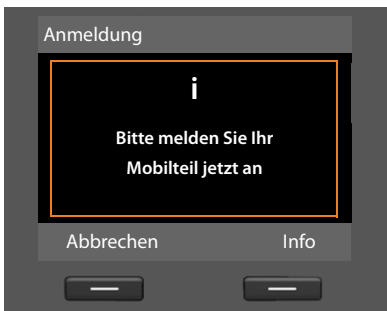 Anmeldung
i
Bitte melden Sie Ihr
Mobilteil jetzt an
Abbrechen Info